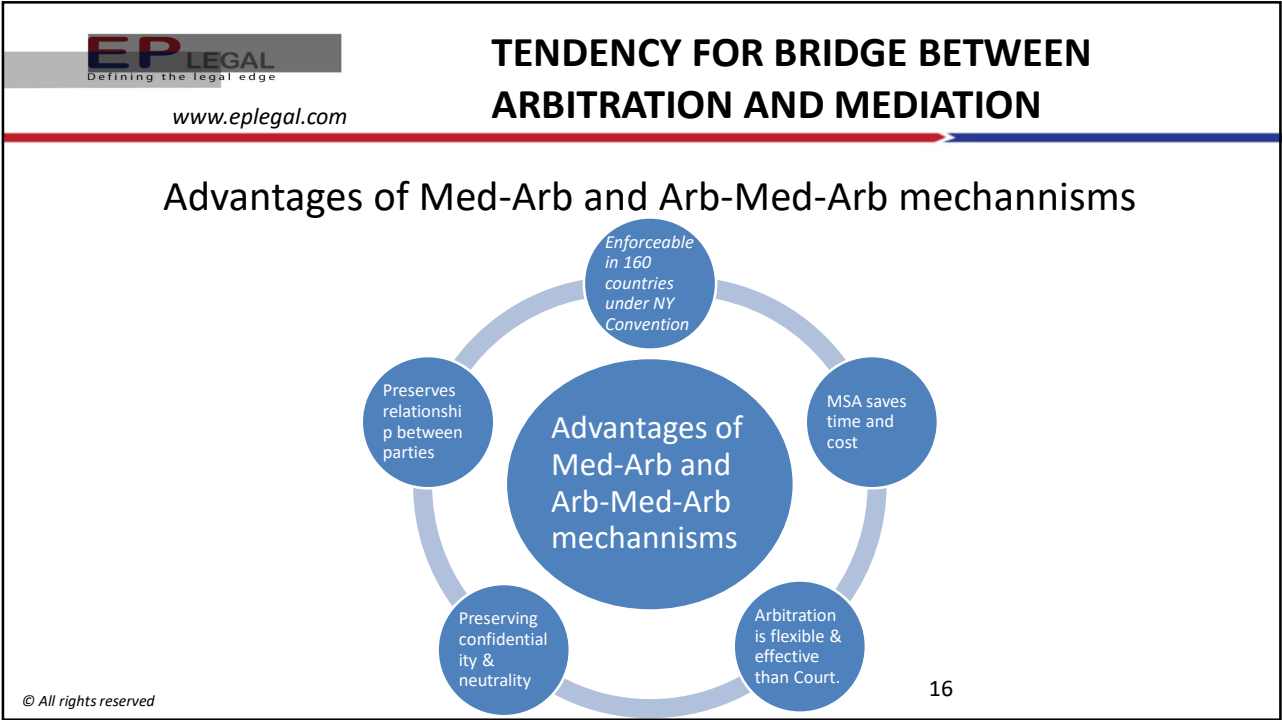 EP LEGAL
Defining the legal edge
www.eplegal.com
TENDENCY FOR BRIDGE BETWEEN
ARBITRATION AND MEDIATION
Advantages of Med-Arb and Arb-Med-Arb mechannisms
Enforceable
in 160
countries
under NY
Convention
MSA saves
time and
cost
Arbitration
is flexible &
effective
than Court.
Preserving
confidential
ity &
neutrality
Preserves
relationshi
p between
parties
Advantages of
Med-Arb and
Arb-Med-Arb
mechannisms
© All rights reserved
16